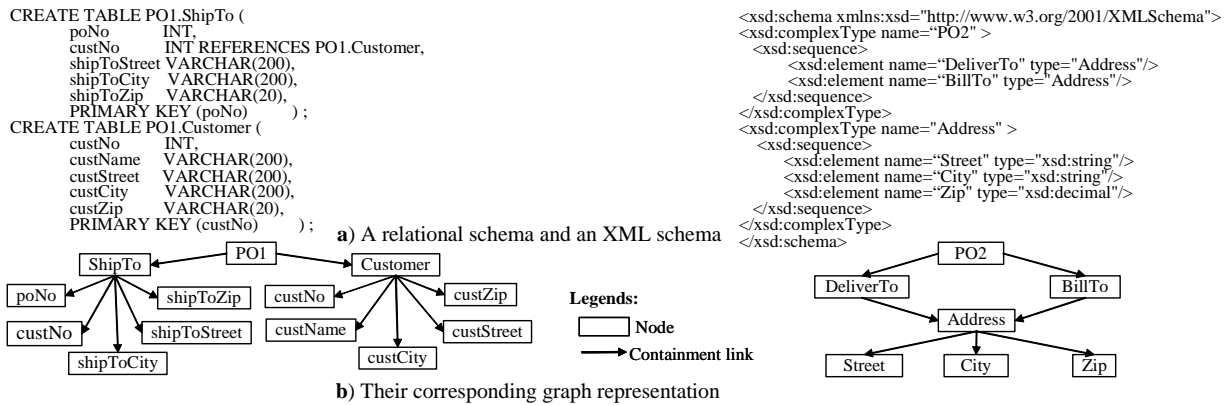 CREATE TABLE PO1.ShipTo (
poNo INT,
custNo INT REFERENCES PO1.Customer,
shipToStreet VARCHAR(200),
shipToCity VARCHAR(200),
shipToZip VARCHAR(20),
PRIMARY KEY (poNo) ) ;
CREATE TABLE PO1.Customer (
custNo INT,
custName VARCHAR(200),
custStreet VARCHAR(200),
custCity VARCHAR(200),
custZip VARCHAR(20),
PRIMARY KEY (custNo) ) ;
<xsd:schema xmlns:xsd="http://www.w3.org/2001/XMLSchema">
<xsd:complexType name=“PO2” >
<xsd:sequence>
<xsd:element name=“DeliverTo" type="Address"/>
<xsd:element name=“BillTo" type="Address"/>
</xsd:sequence>
</xsd:complexType>
<xsd:complexType name="Address" >
<xsd:sequence>
<xsd:element name=“Street" type="xsd:string"/>
<xsd:element name=“City" type="xsd:string"/>
<xsd:element name=“Zip" type="xsd:decimal"/>
</xsd:sequence>
</xsd:complexType>
</xsd:schema>
a) A relational schema and an XML schema
PO1
ShipTo
Customer
poNo
shipToZip
custNo
shipToStreet
shipToCity
custNo
custZip
custName
custStreet
custCity
Legends:
Node
Containment link
PO2
DeliverTo
BillTo
Address
Street
City
Zip
b) Their corresponding graph representation